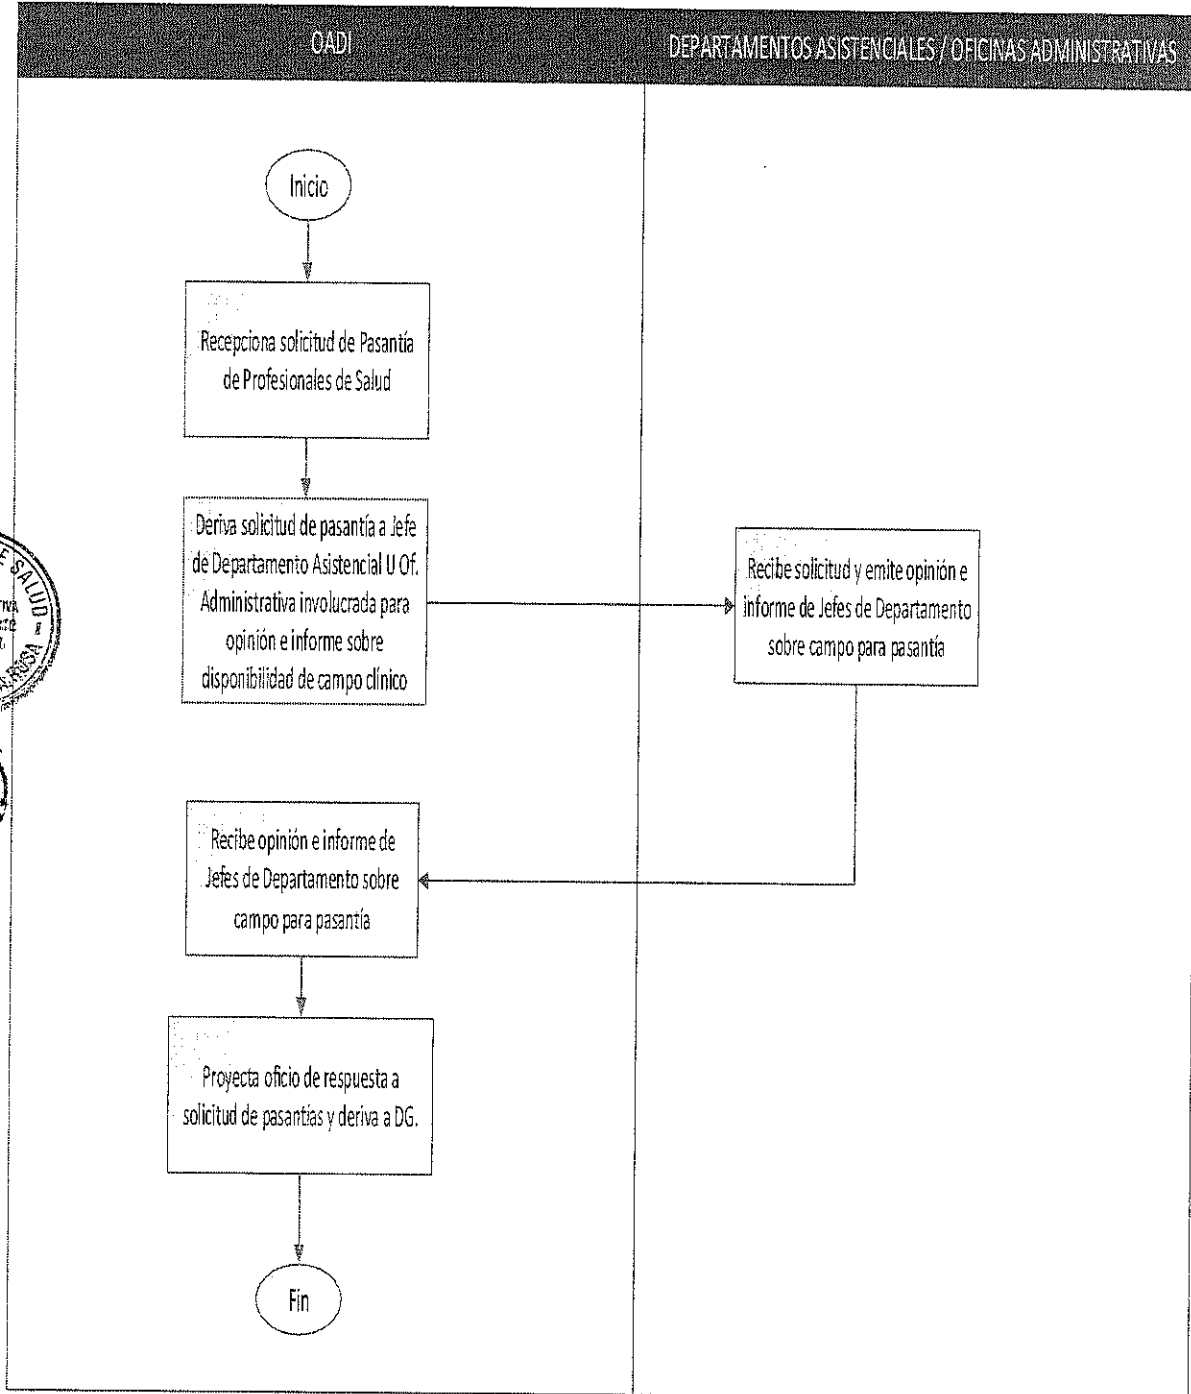 OADI
DEPARTAMENTOS ASISTENCIALES / OFICINAS ADMINISTRATIVAS
Inicio
Recepciona solicitud de Pasantía
de Profesionales de Salud
Deriva solicitud de pasantía a Jefe
de Departamento Asistencial U Of.
Administrativa involucrada para
opinión e informe sobre
disponibilidad de campo clínico
Recibe solicitud y emite opinión e
informe de Jefes de Departamento
sobre campo para pasantía
Recibe opinión e informe de
Jefes de Departamento sobre
campo para pasantía
Proyecta oficio de respuesta a
solicitud de pasantías y deriva a DG.
Fin
E SALUD